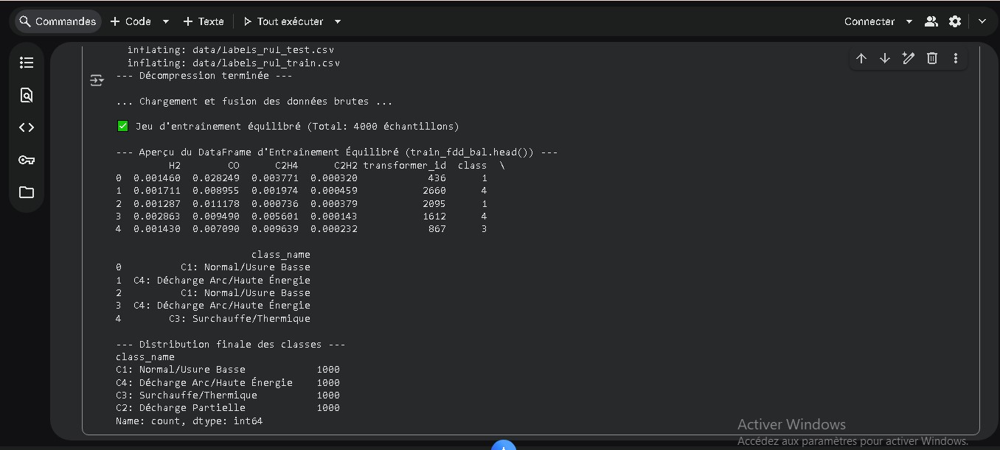 Commandes + Code + Texte Tout exécuter Connecter
inflating: data/labels_rul_test.csv
inflating: data/labels_rul_train.csv
--- Décompression terminée ---
... Chargement et fusion des données brutes ...
✅ Jeu d'entraînement équilibré (Total: 4000 échantillons)
--- Aperçu du DataFrame d'Entraînement Équilibré (train_fdd_bal.head()) ---
H2 CO C2H4 C2H2 transformer_id class \
0 0.001460 0.028249 0.003771 0.000320 436 1
1 0.001711 0.008955 0.001974 0.000459 2660 4
2 0.001287 0.011178 0.000736 0.000379 2095 1
3 0.002863 0.009490 0.005601 0.000143 1612 4
4 0.001430 0.007090 0.009639 0.000232 867 3
class_name
0 C1: Normal/Usure Basse
1 C4: Décharge Arc/Haute Énergie
2 C1: Normal/Usure Basse
3 C4: Décharge Arc/Haute Énergie
4 C3: Surchauffe/Thermique
--- Distribution finale des classes ---
class_name
C1: Normal/Usure Basse 1000
C4: Décharge Arc/Haute Énergie 1000
C3: Surchauffe/Thermique 1000
C2: Décharge Partielle 1000
Name: count, dtype: int64
Activer Windows
Accédez aux paramètres pour activer Windows.